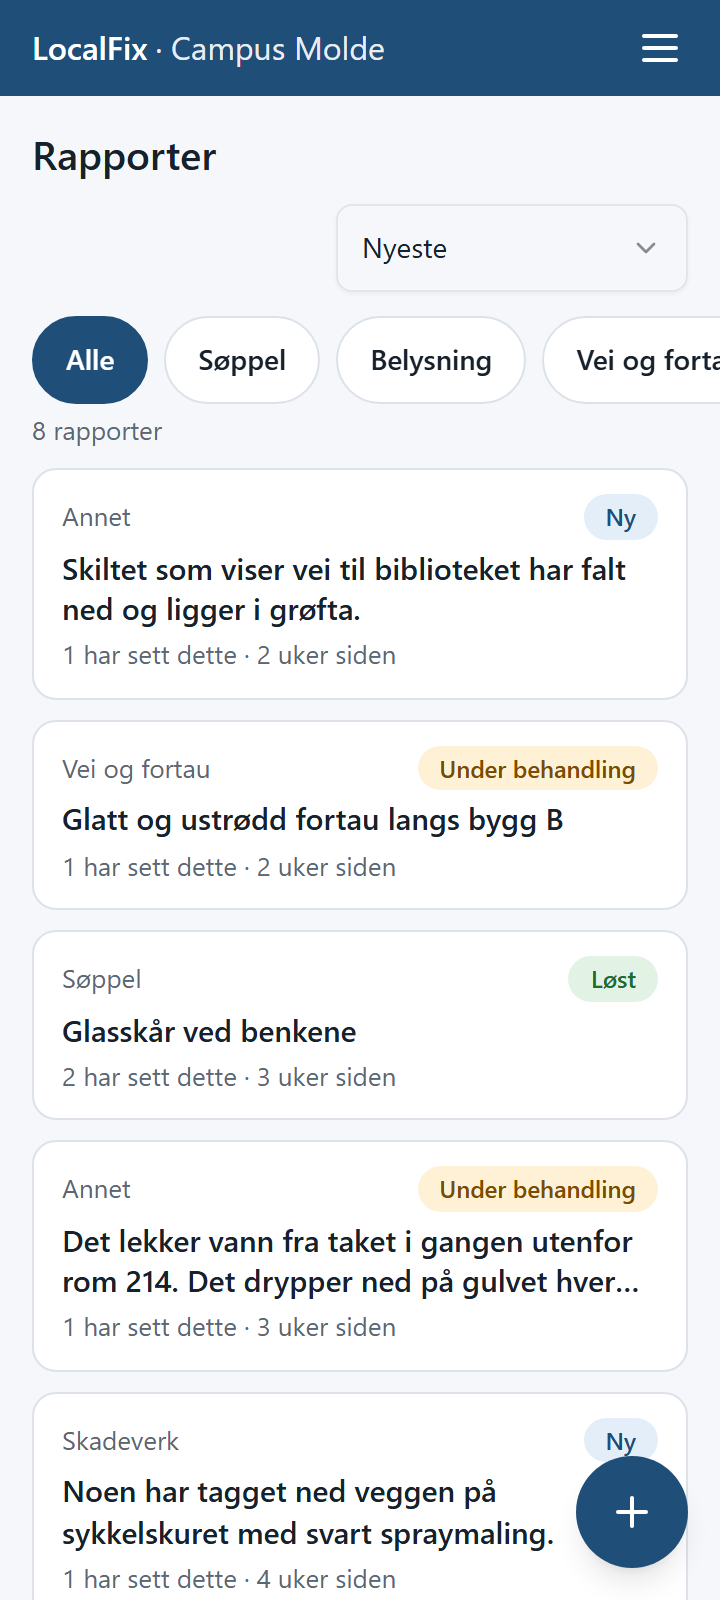 LocalFix · Campus Molde
Rapporter
Nyeste
Alle Søppel Belysning Vei og forta
8 rapporter
Annet Ny
Skiltet som viser vei til biblioteket har falt
ned og ligger i grøfta.
1 har sett dette · 2 uker siden
Vei og fortau Under behandling
Glatt og ustrødd fortau langs bygg B
1 har sett dette · 2 uker siden
Søppel Løst
Glasskår ved benkene
2 har sett dette · 3 uker siden
Annet Under behandling
Det lekker vann fra taket i gangen utenfor
rom 214. Det drypper ned på gulvet hver...
1 har sett dette · 3 uker siden
Skadeverk Ny
Noen har tagget ned veggen på
sykkelskuret med svart spraymaling.
1 har sett dette · 4 uker siden